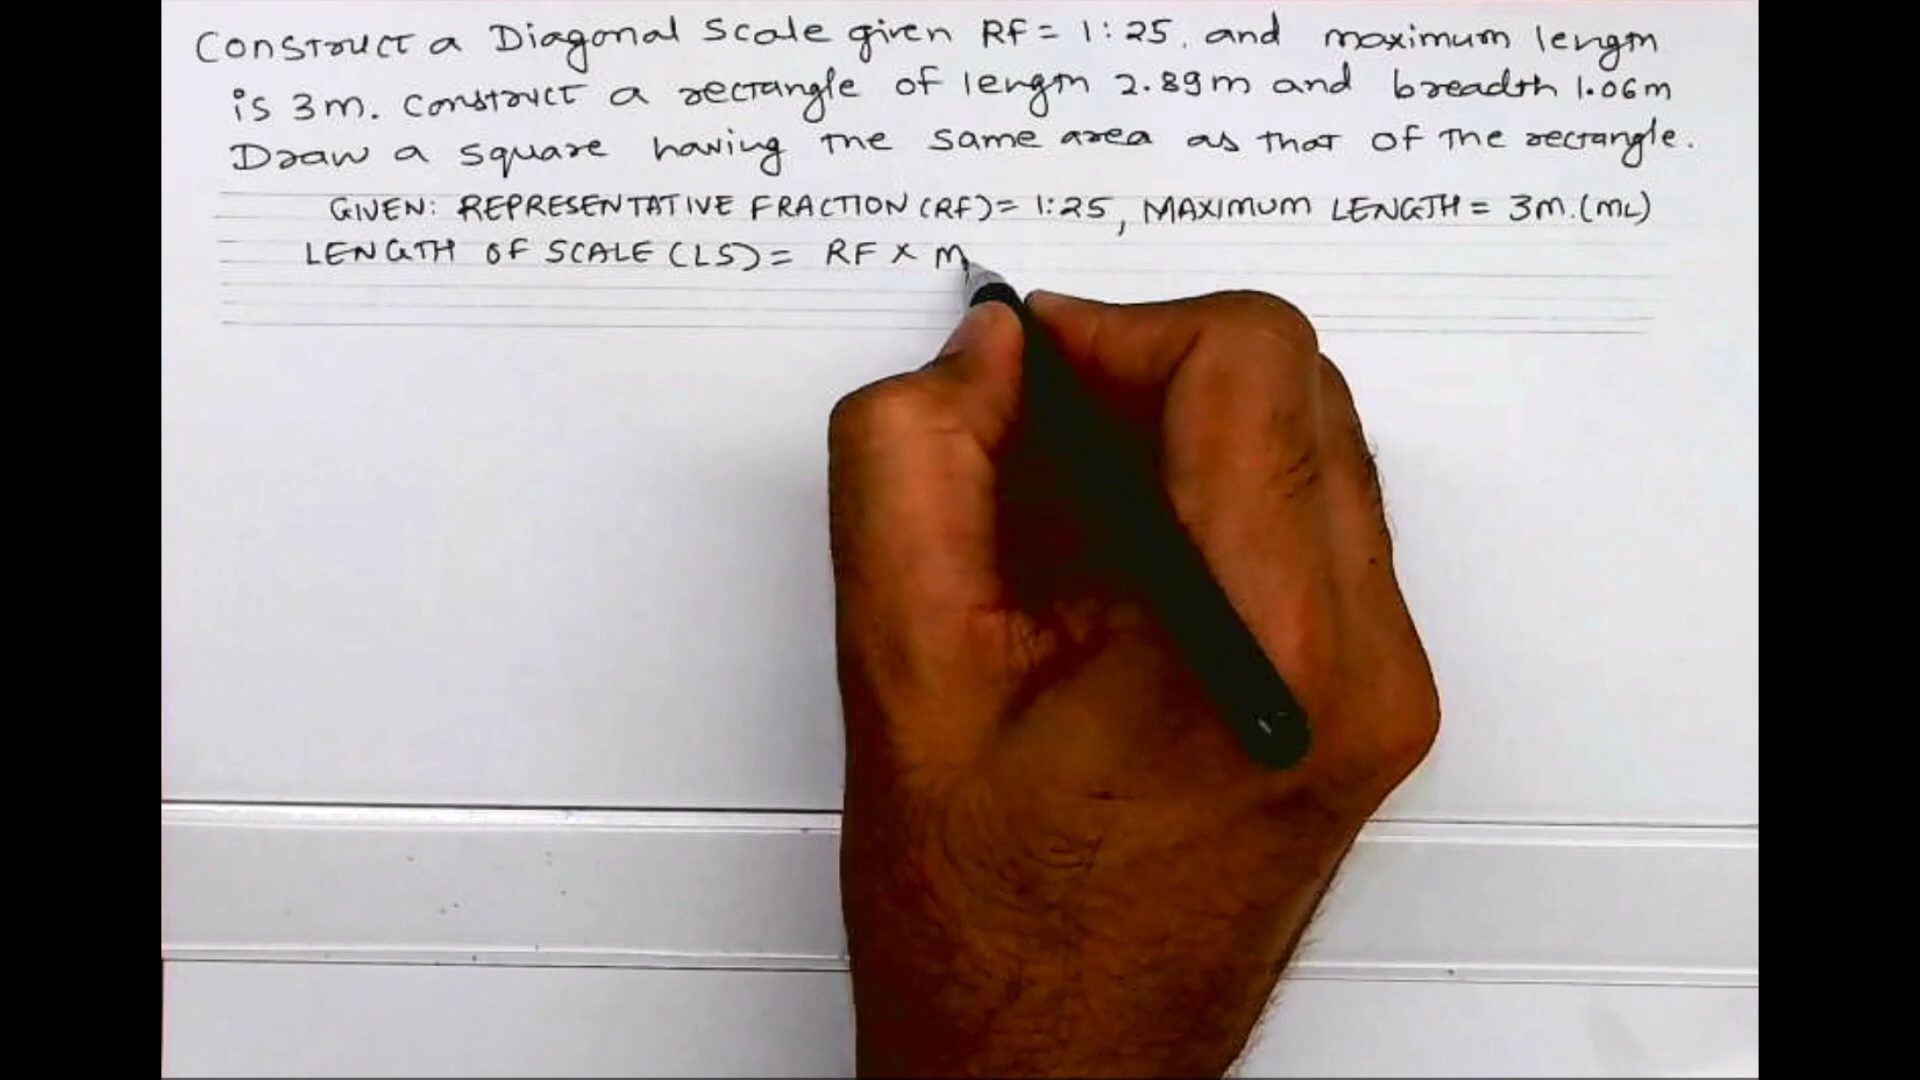 Construct a Diagonal Scale given RF = 1:25. and maximum length
is 3m. Construct a rectangle of length 2.89m and breadth 1.06m
Draw a square having the same area as that of the rectangle.
GIVEN: REPRESENTATIVE FRACTION (RF) = 1:25, MAXIMUM LENGTH = 3m. (ML)
LENGTH OF SCALE (LS) = RF × M